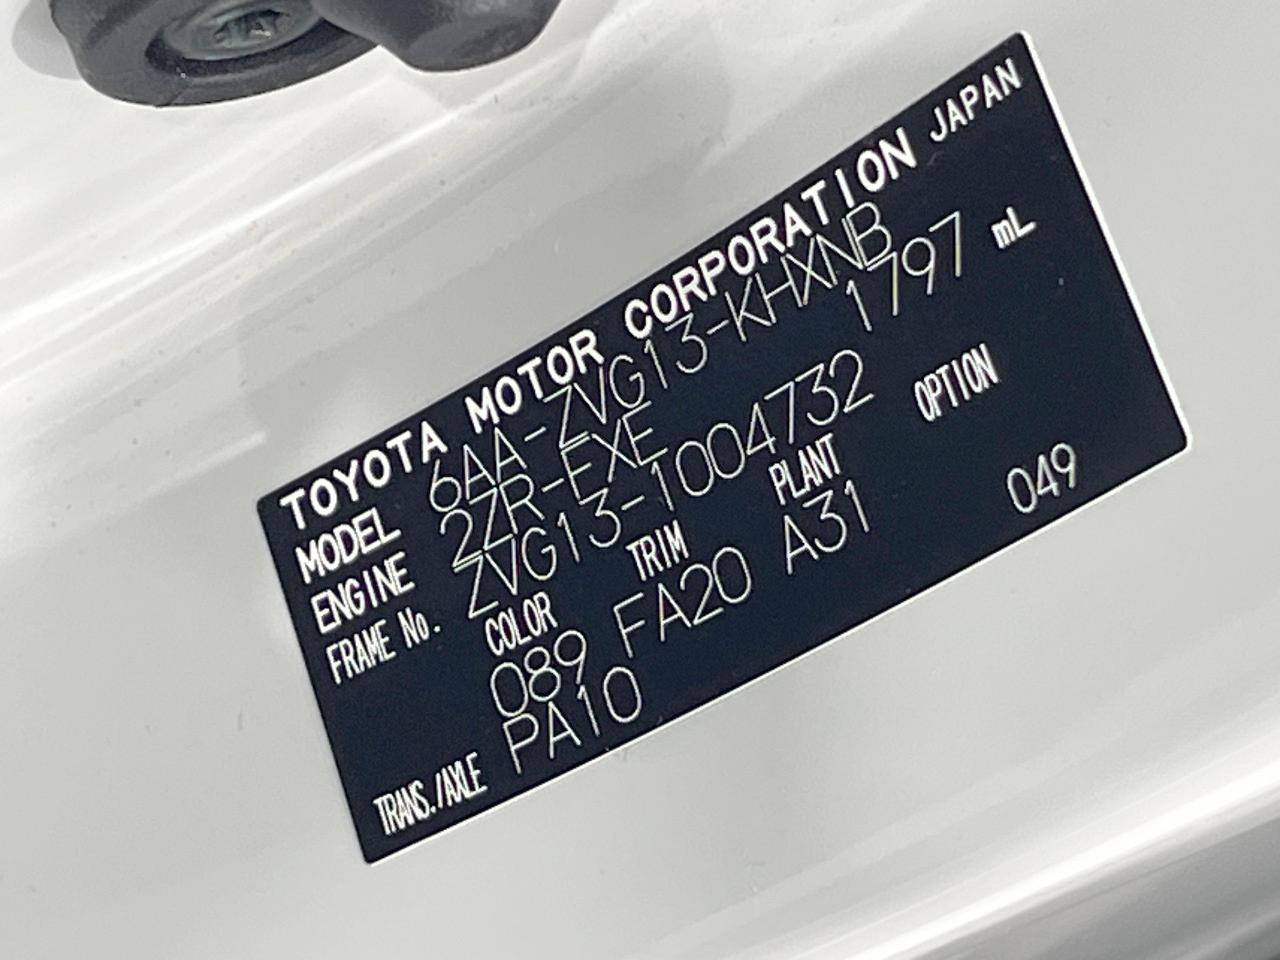 TOYOTA MOTOR CORPORATION JAPAN
MODEL 6AA-ZVG13-KHXNB
ENGINE 2ZR-FXE 1797 mL
FRAME No. ZVG13-1004732
COLOR TRIM PLANT OPTION
089 FA20 A31 049
TRANS./AXLE PA10